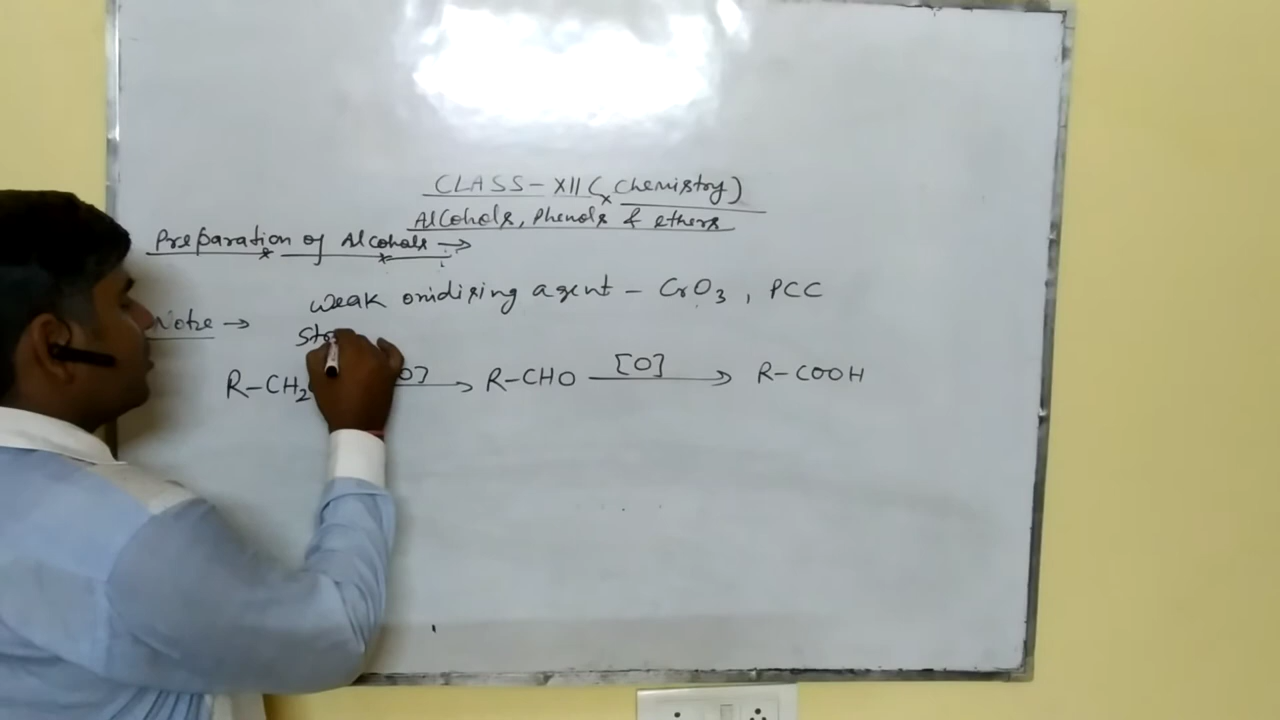 CLASS - XII (Chemistry)
Alcohols, Phenols & ethers
Preparation of Alcohols →
weak oxidising agent - CrO3, PCC
Note →
R-CH2 O] → R-CHO [O] → R-COOH